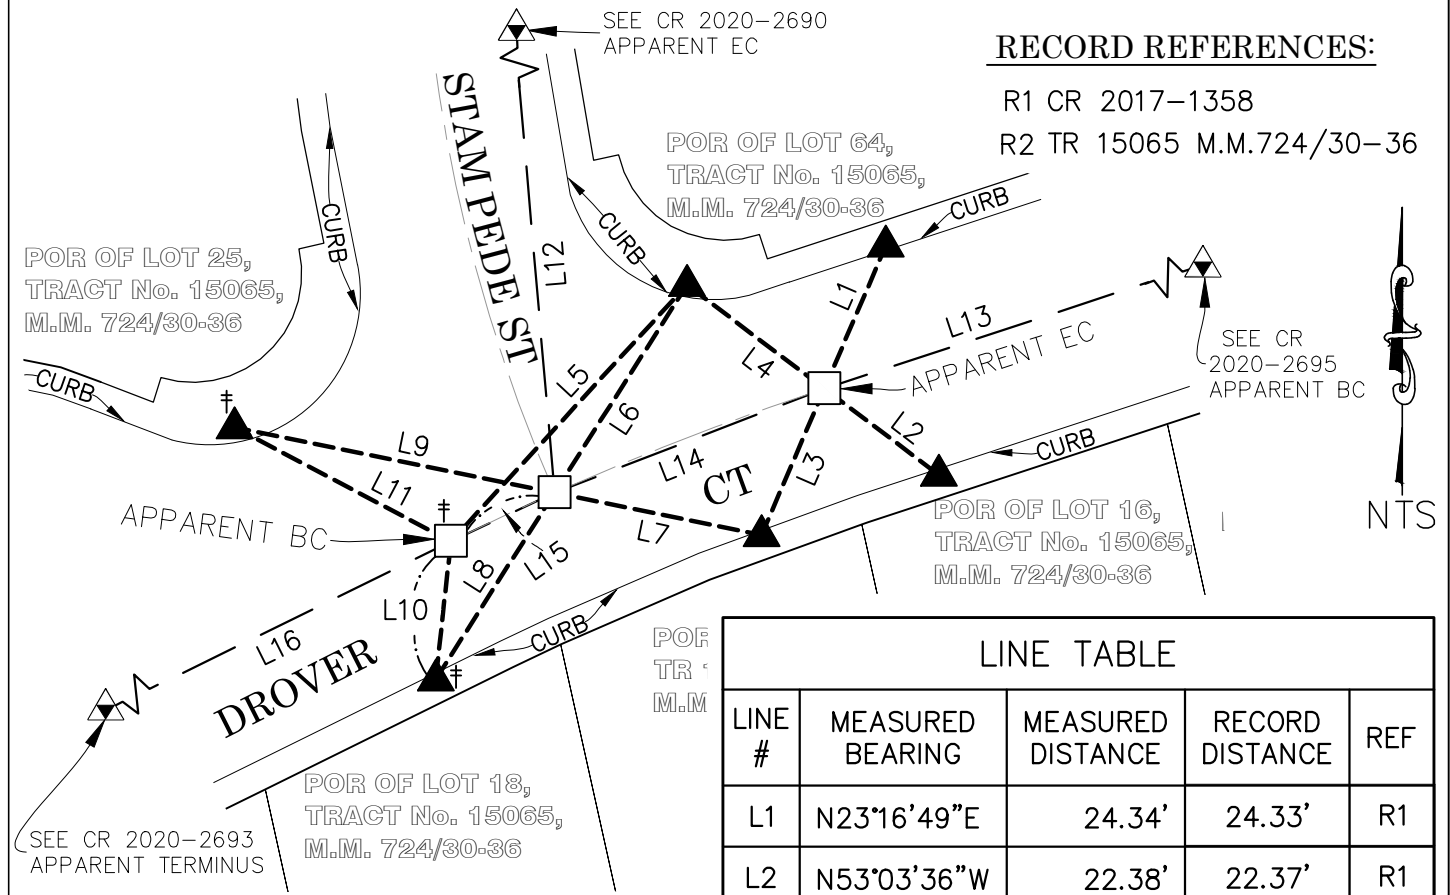 SEE CR 2020-2690
APPARENT EC
RECORD REFERENCES:
R1 CR 2017-1358
R2 TR 15065 M.M.724/30-36
STAMPEDE ST
POR OF LOT 64,
TRACT No. 15065,
M.M. 724/30-36
CURB
CURB
CURB
L12
L1
POR OF LOT 25,
TRACT No. 15065,
M.M. 724/30-36
L13
APPARENT EC
SEE CR
2020-2695
APPARENT BC
L4
L5
L6
CURB
L2
CURB
L9
L3
L14
CT
L11
APPARENT BC
L7
L8
L15
NTS
POR OF LOT 16,
TRACT No. 15065,
M.M. 724/30-36
L10
CURB
L16
DROVER
POR
TR 1
M.M
SEE CR 2020-2693
APPARENT TERMINUS
POR OF LOT 18,
TRACT No. 15065,
M.M. 724/30-36
LINE TABLE
LINE # MEASURED BEARING MEASURED DISTANCE RECORD DISTANCE REF
L1 N23°16'49"E 24.34' 24.33' R1
L2 N53°03'36"W 22.38' 22.37' R1